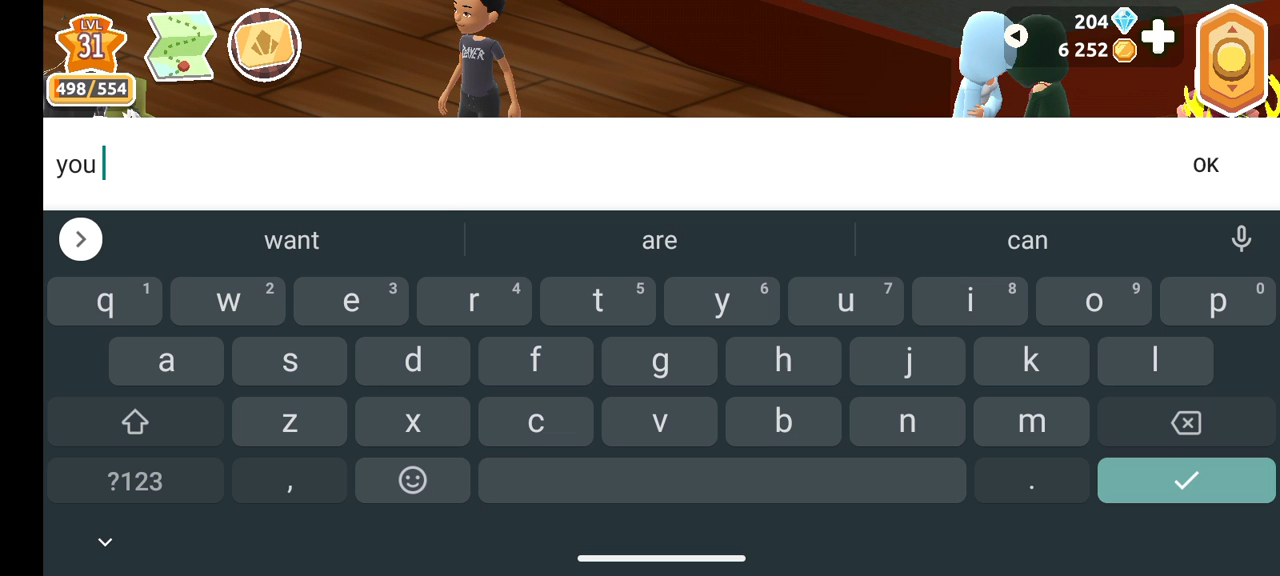 LVL
31
498/554
204
6 252
you
OK
want are can
q 1 w 2 e 3 r 4 t 5 y 6 u 7 i 8 o 9 p 0
a s d f g h j k l
z x c v b n m
?123 , .